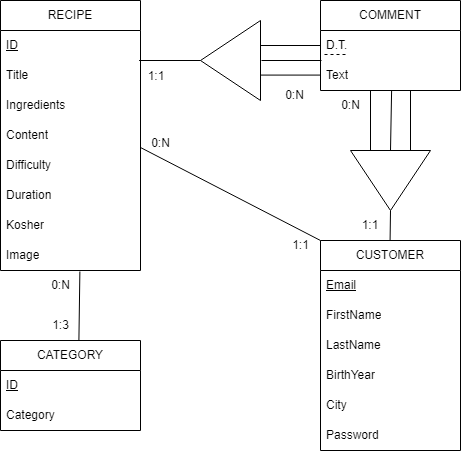 RECIPE
ID
Title
Ingredients
Content
Difficulty
Duration
Kosher
Image
1:1
0:N
COMMENT
D.T.
Text
0:N
0:N
1:1
1:1
CUSTOMER
Email
FirstName
LastName
BirthYear
City
Password
0:N
1:3
CATEGORY
ID
Category